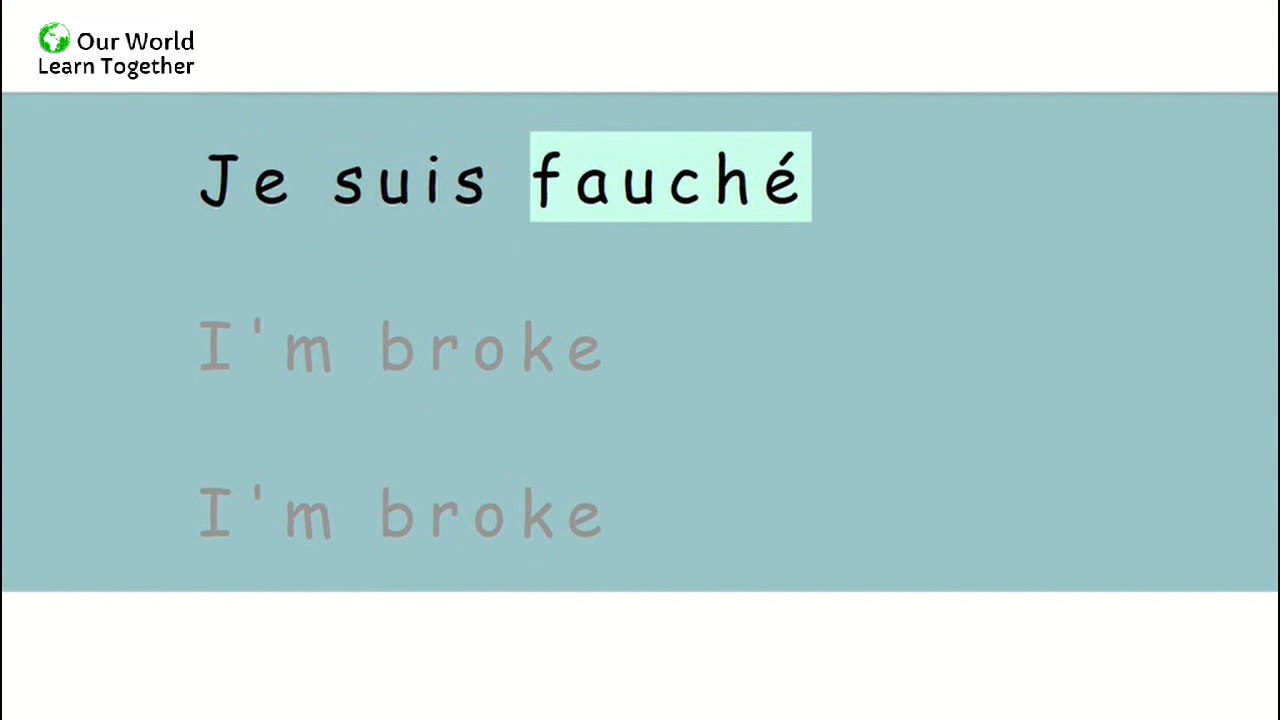 Our World
Learn Together
Je suis fauché
I'm broke
I'm broke